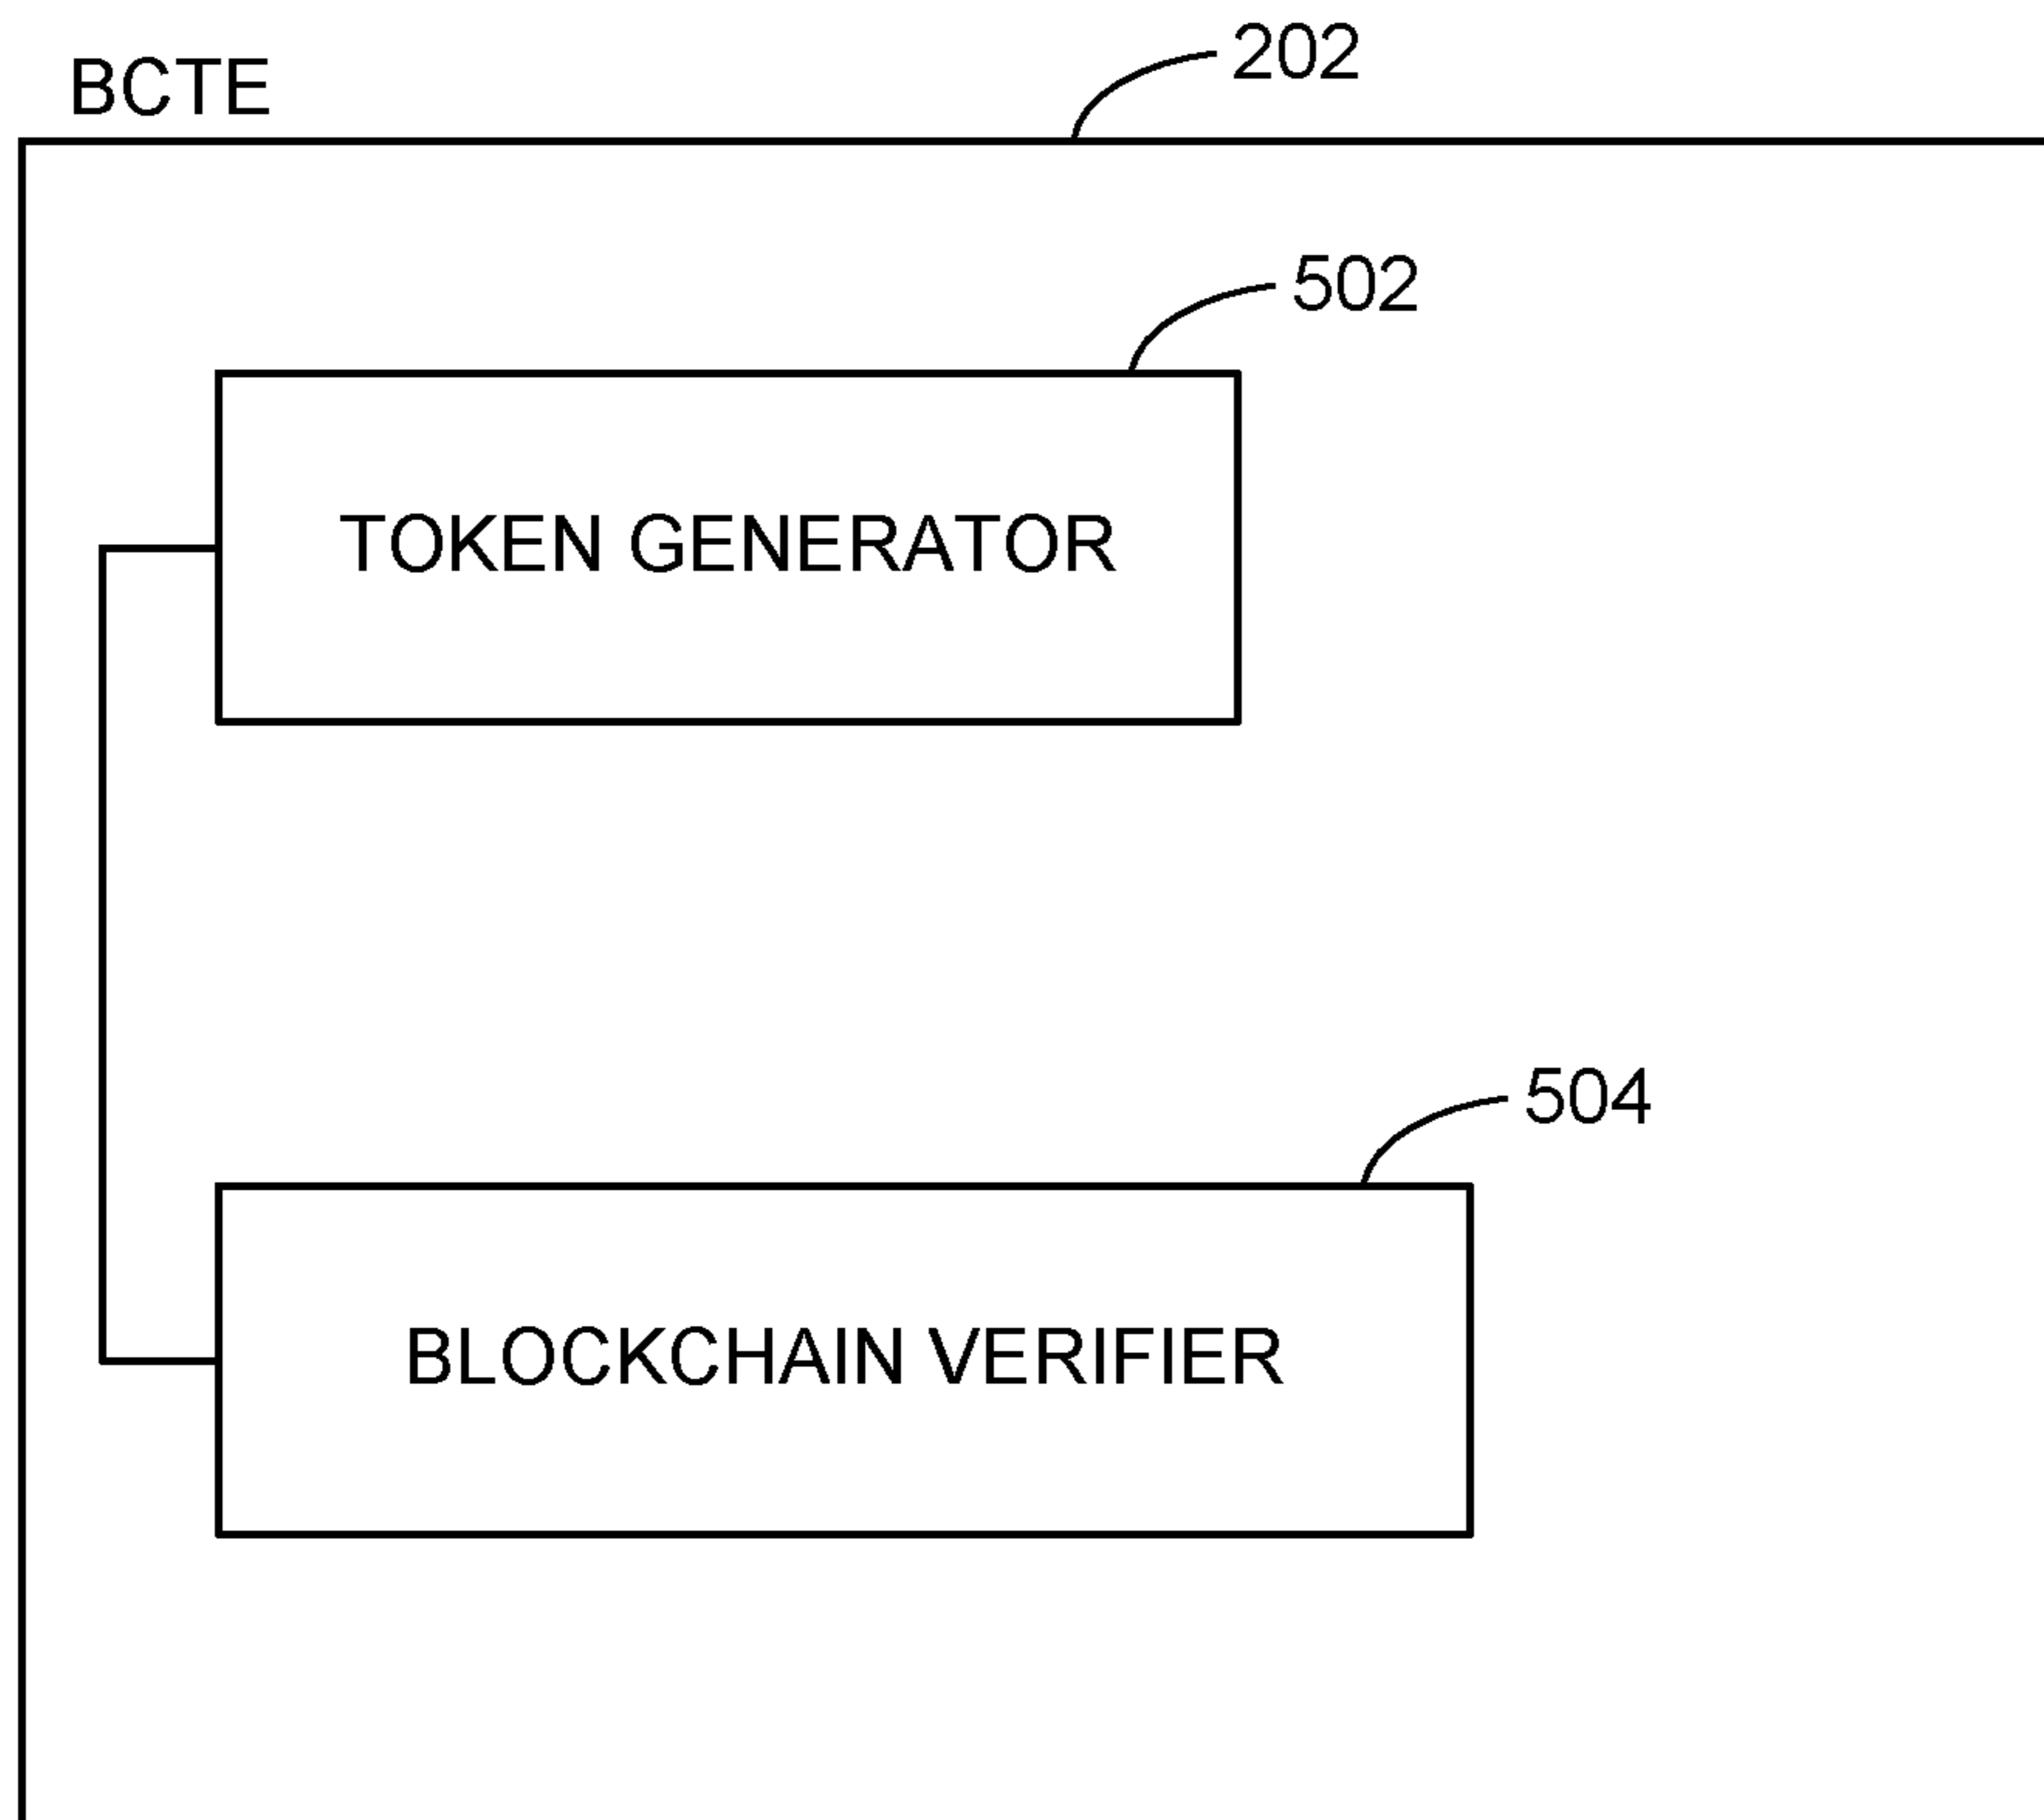 202
BCTE
502
TOKEN GENERATOR
504
BLOCKCHAIN VERIFIER